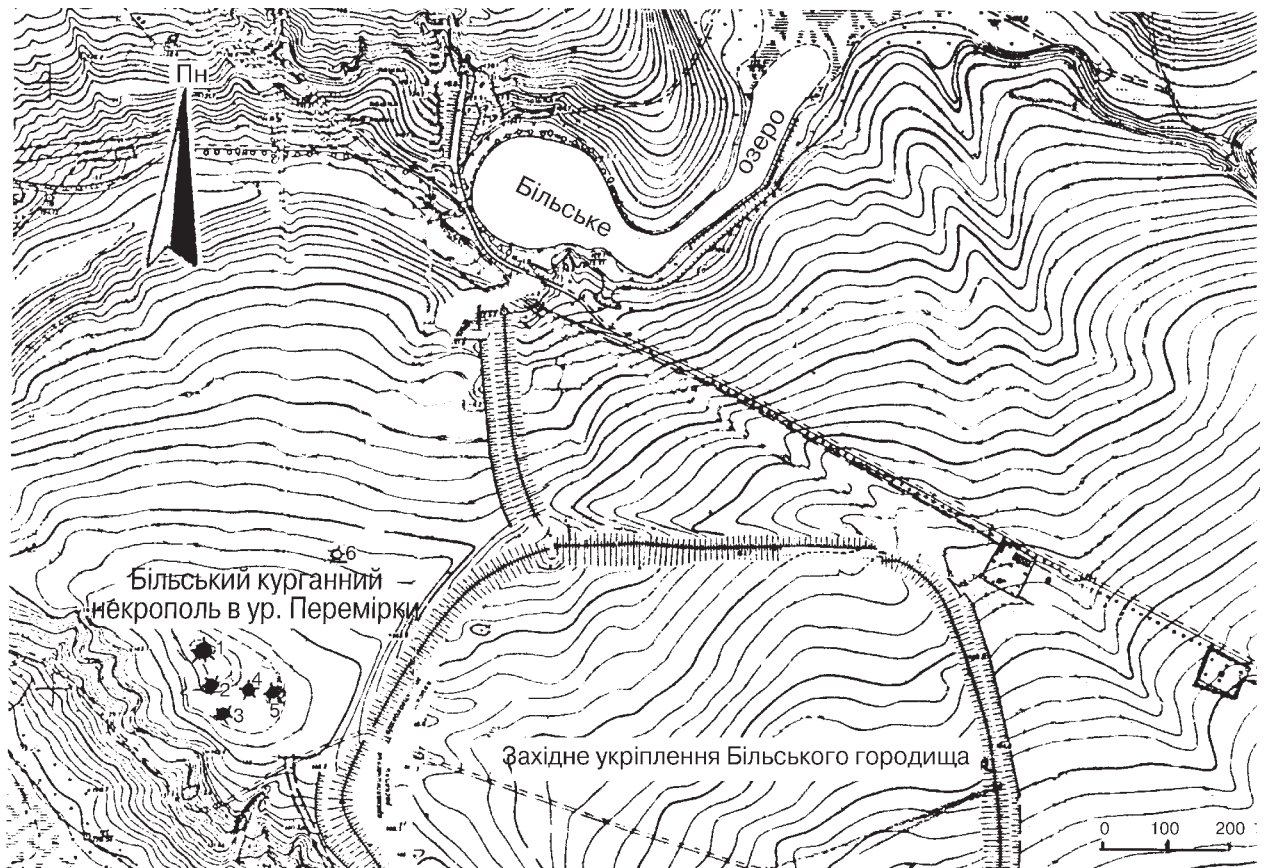 Пн
Більське
озеро
6
Більський курганний
некрополь в ур. Перемірки
1
2
4
5
3
Західне укріплення Більського городища
0 100 200